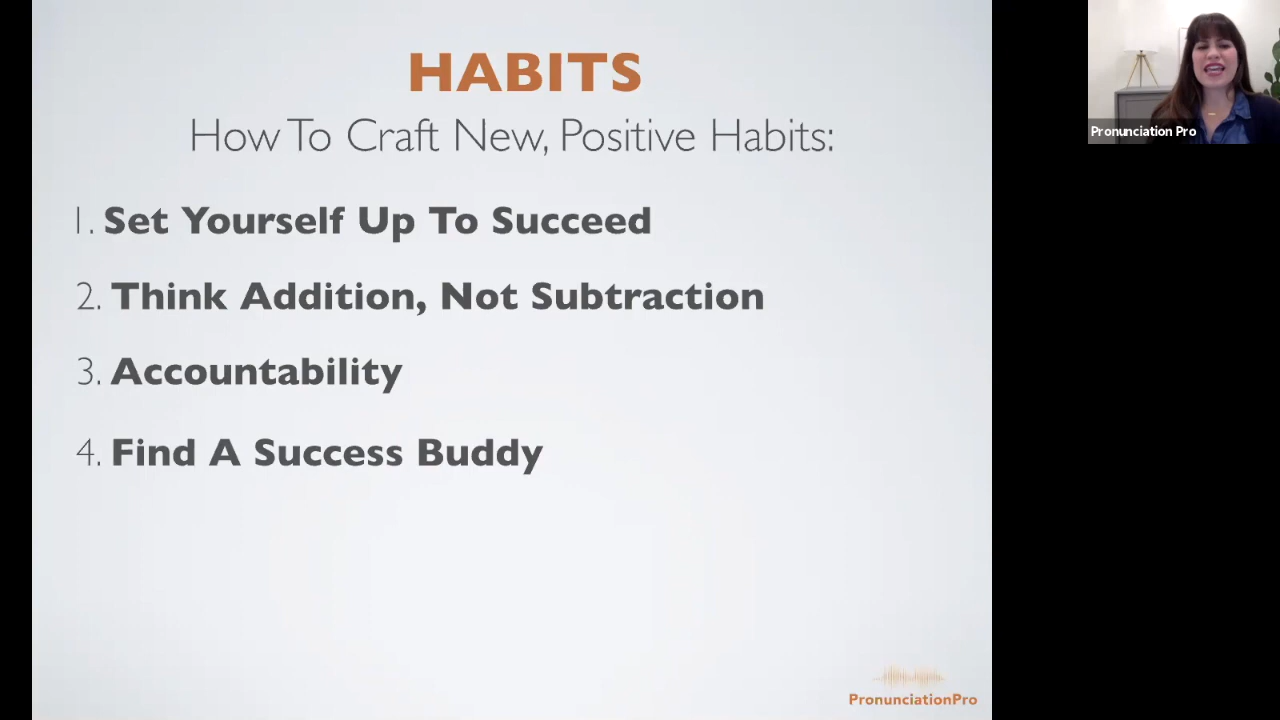 HABITS
How To Craft New, Positive Habits:
1. Set Yourself Up To Succeed
2. Think Addition, Not Subtraction
3. Accountability
4. Find A Success Buddy
PronunciationPro
Pronunciation Pro